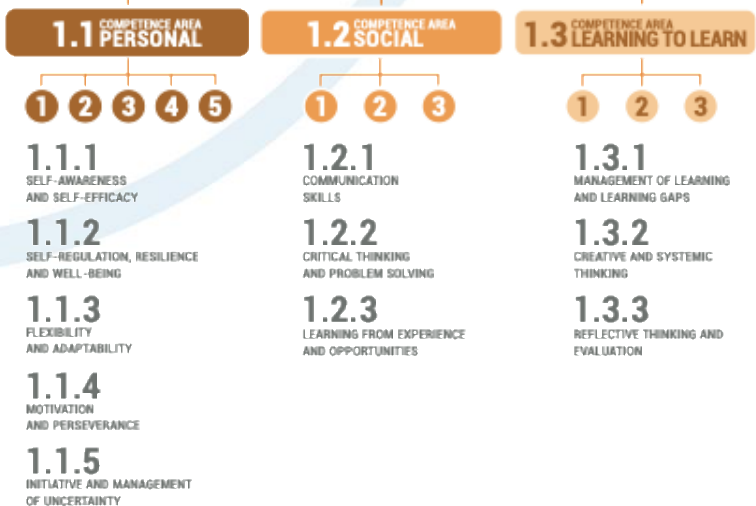 1.1 COMPETENCE AREA
PERSONAL
1 2 3 4 5
1.1.1
SELF-AWARENESS
AND SELF-EFFICACY
1.1.2
SELF-REGULATION, RESILIENCE
AND WELL-BEING
1.1.3
FLEXIBILITY
AND ADAPTABILITY
1.1.4
MOTIVATION
AND PERSEVERANCE
1.1.5
INITIATIVE AND MANAGEMENT
OF UNCERTAINTY
1.2 COMPETENCE AREA
SOCIAL
1 2 3
1.2.1
COMMUNICATION
SKILLS
1.2.2
CRITICAL THINKING
AND PROBLEM SOLVING
1.2.3
LEARNING FROM EXPERIENCE
AND OPPORTUNITIES
1.3 COMPETENCE AREA
LEARNING TO LEARN
1 2 3
1.3.1
MANAGEMENT OF LEARNING
AND LEARNING GAPS
1.3.2
CREATIVE AND SYSTEMIC
THINKING
1.3.3
REFLECTIVE THINKING AND
EVALUATION